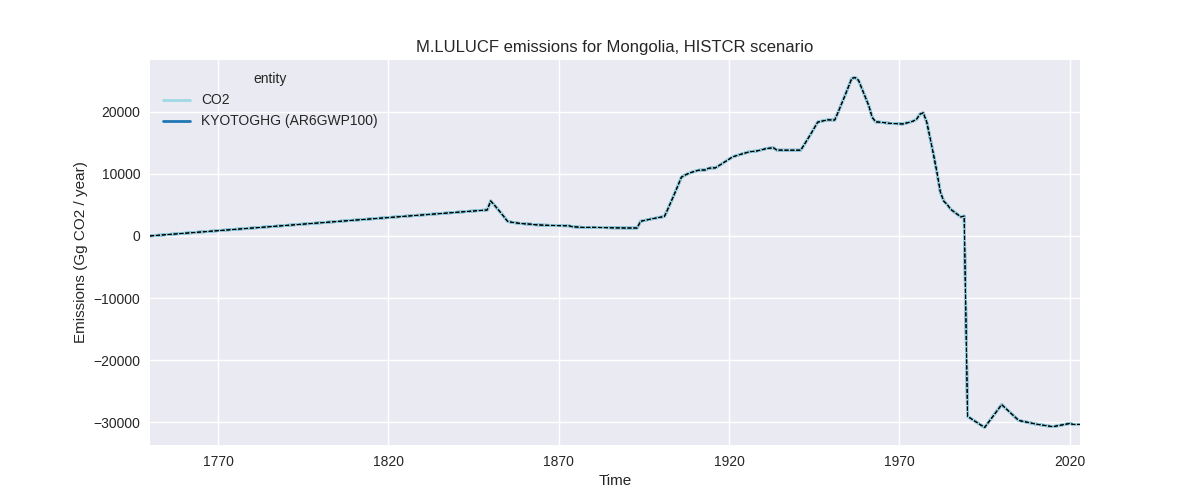 M.LULUCF emissions for Mongolia, HISTCR scenario
entity
CO2
KYOTOGHG (AR6GWP100)
20000
10000
0
−10000
−20000
−30000
Emissions (Gg CO2 / year)
1770 1820 1870 1920 1970 2020
Time